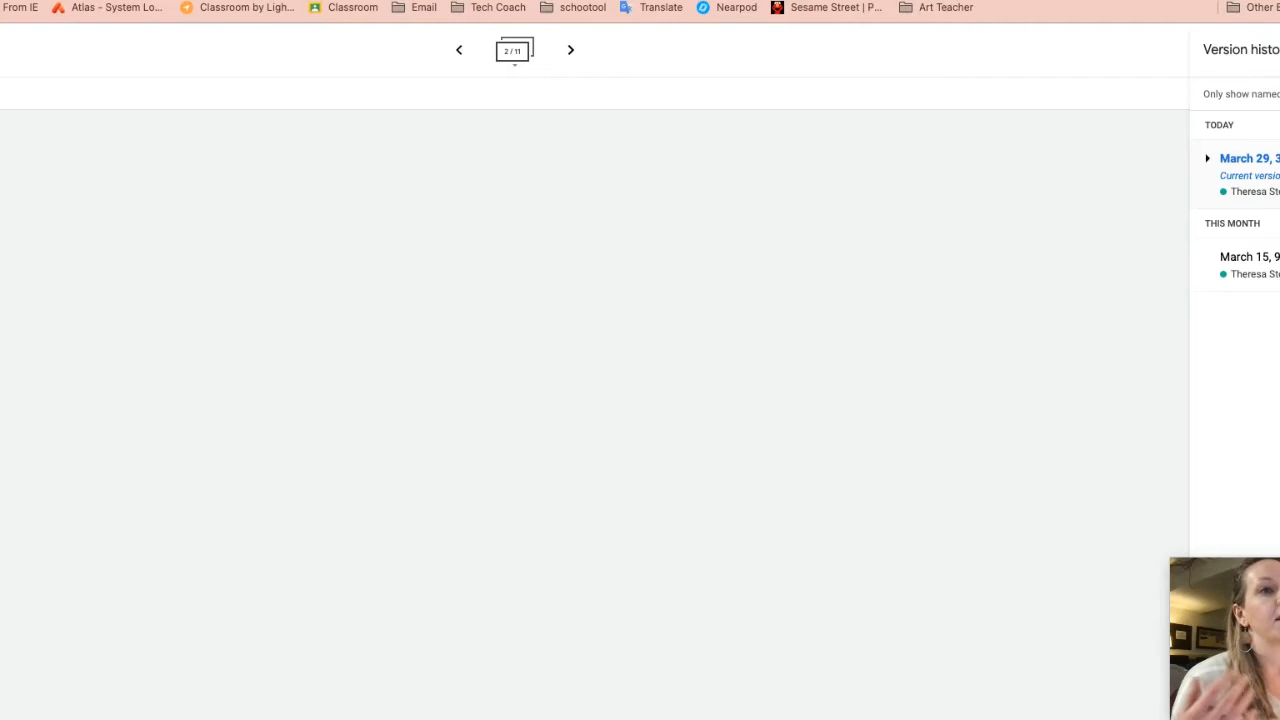 From IE Atlas - System Lo... Classroom by Ligh... Classroom Email Tech Coach schootool Translate Nearpod Sesame Street | P... Art Teacher Other
2 / 11
Version histo
Only show named
TODAY
March 29, 3
Current versio
Theresa Ste
THIS MONTH
March 15, 9
Theresa Ste